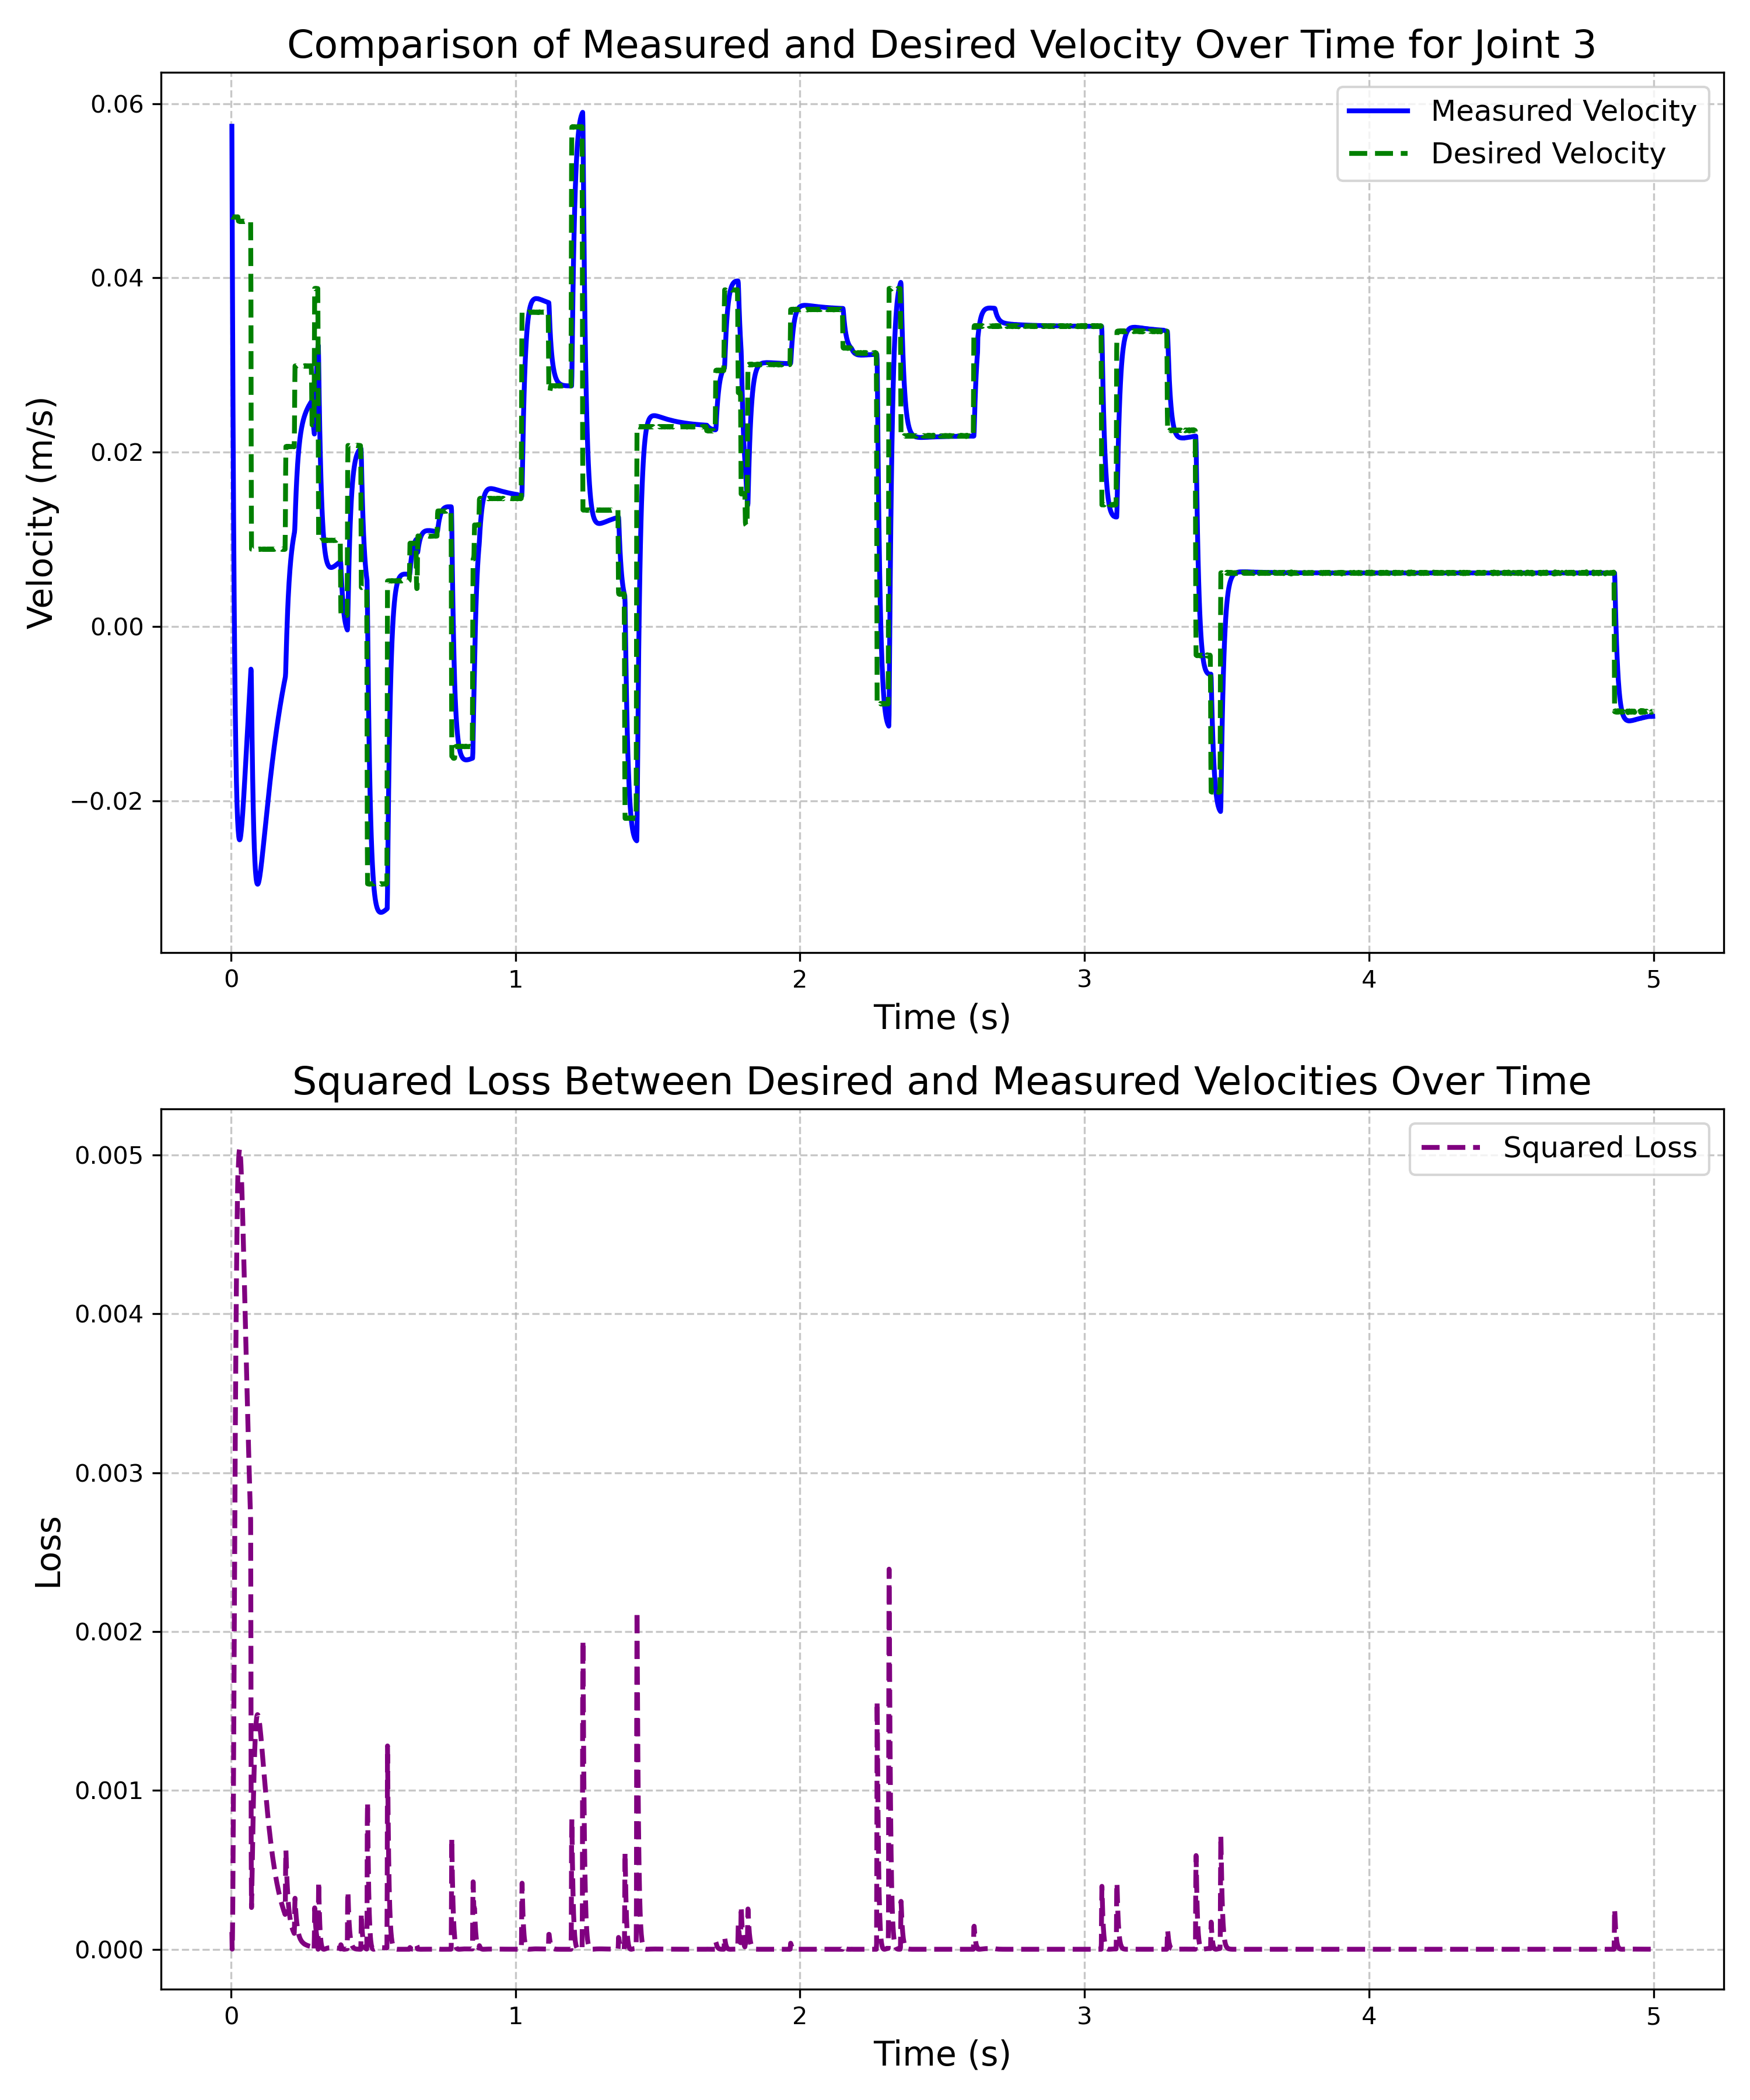 Comparison of Measured and Desired Velocity Over Time for Joint 3
Velocity (m/s)
0.06
0.04
0.02
0.00
−0.02
Measured Velocity
Desired Velocity
0 1 2 3 4 5
Time (s)
Squared Loss Between Desired and Measured Velocities Over Time
Loss
0.005
0.004
0.003
0.002
0.001
0.000
Squared Loss
0 1 2 3 4 5
Time (s)